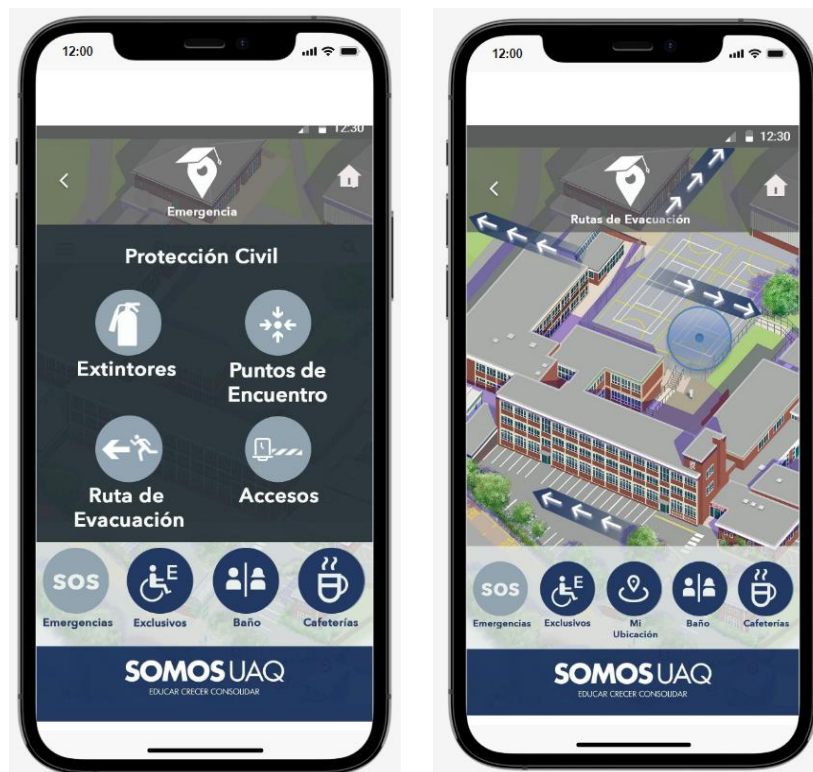 12:00
12:30
Emergencia
Protección Civil
Extintores
Puntos de
Encuentro
Ruta de
Evacuación
Accesos
SOS
Emergencias
E
Exclusivos
Baño
Cafeterías
SOMOS UAQ
EDUCAR CRECER CONSOLIDAR
12:00
12:30
Rutas de Evacuación
SOS
Emergencias
E
Exclusivos
Mi
Ubicación
Baño
Cafeterías
SOMOS UAQ
EDUCAR CRECER CONSOLIDAR